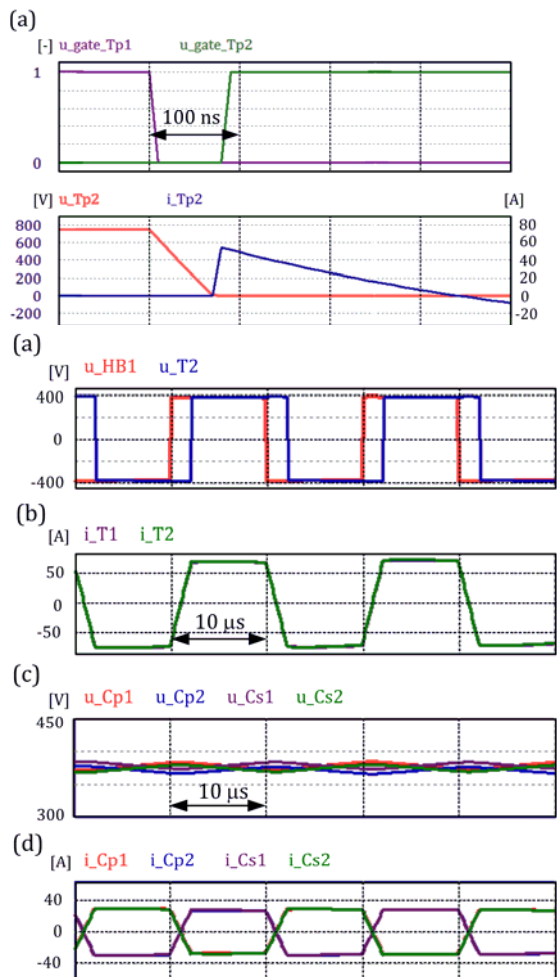 (a)
[-] u_gate_Tp1 u_gate_Tp2
1
100 ns
0
[V] u_Tp2 i_Tp2 [A]
800 80
600 60
400 40
200 20
0 0
-200 -20
(a)
[V] u_HB1 u_T2
400
0
-400
(b)
[A] i_T1 i_T2
50
0
10 μs
-50
(c)
[V] u_Cp1 u_Cp2 u_Cs1 u_Cs2
450
10 μs
300
(d)
[A] i_Cp1 i_Cp2 i_Cs1 i_Cs2
40
0
-40